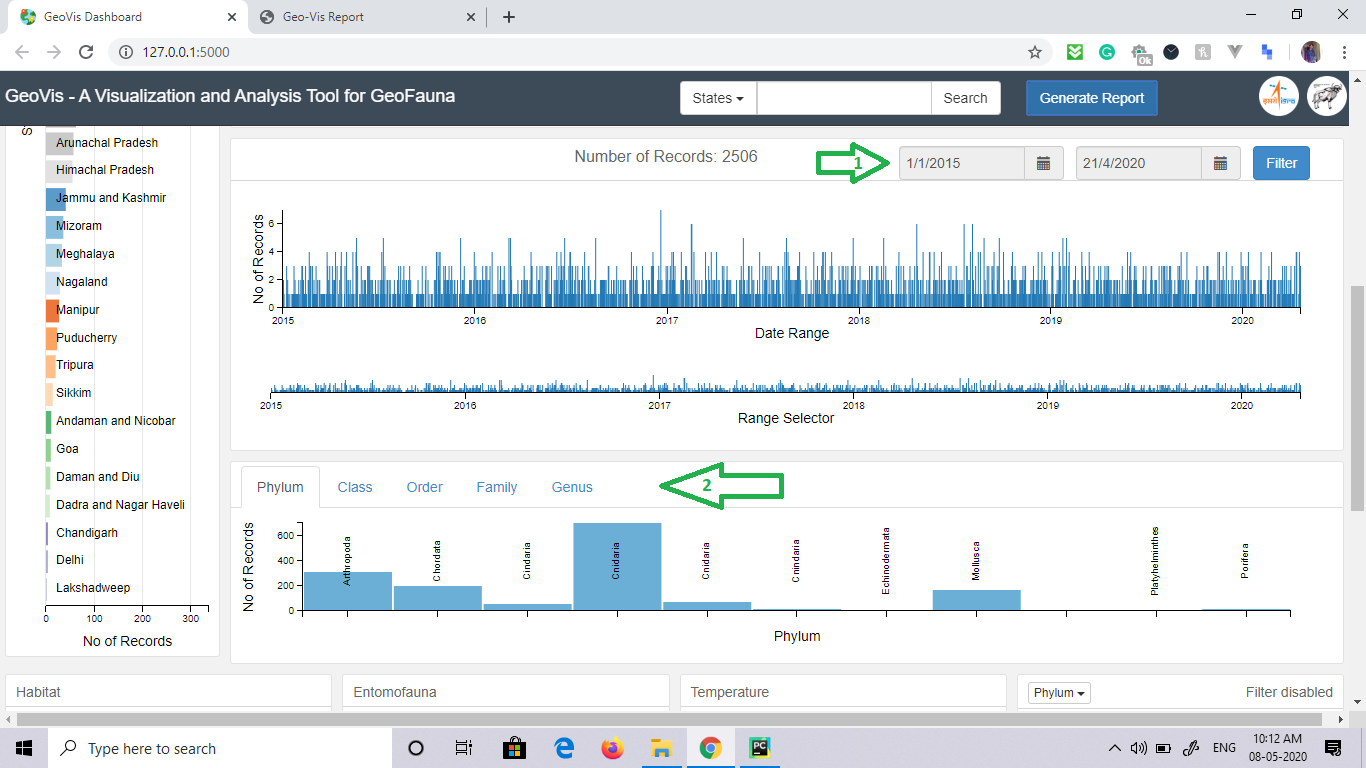 GeoVis Dashboard
Geo-Vis Report
127.0.0.1:5000
Ok
GeoVis - A Visualization and Analysis Tool for GeoFauna
States
Search
Generate Report
इसरो isro
S
Arunachal Pradesh
Himachal Pradesh
Jammu and Kashmir
Mizoram
Meghalaya
Nagaland
Manipur
Puducherry
Tripura
Sikkim
Andaman and Nicobar
Goa
Daman and Diu
Dadra and Nagar Haveli
Chandigarh
Delhi
Lakshadweep
0 100 200 300
No of Records
Number of Records: 2506
1
1/1/2015
21/4/2020
Filter
No of Records
6
4
2
0
2015 2016 2017 2018 2019 2020
Date Range
2015 2016 2017 2018 2019 2020
Range Selector
Phylum Class Order Family Genus
2
No of Records
600
400
200
0
Arthropoda
Chordata
Cindaria
Cnidaria
Cnidaria
Cnindaria
Echinodermata
Mollusca
Platyhelminthes
Porifera
Phylum
Habitat
Entomofauna
Temperature
Phylum
Filter disabled
Type here to search
PC
ENG
10:12 AM
08-05-2020